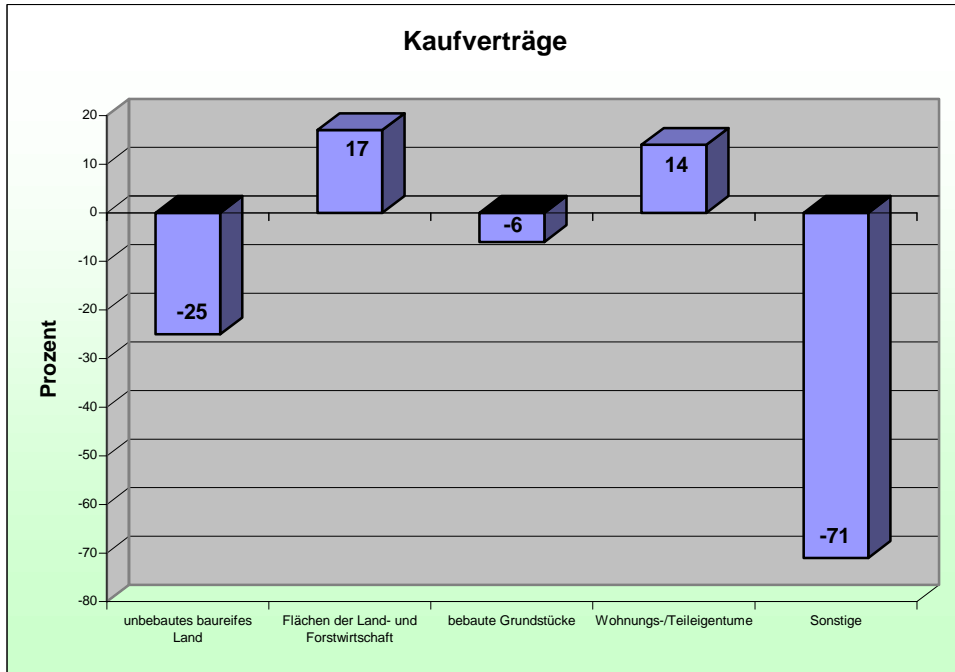 Kaufverträge
Prozent
20
10
0
-10
-20
-30
-40
-50
-60
-70
-80
-25
17
-6
14
-71
unbebautes baureifes
Land
Flächen der Land- und
Forstwirtschaft
bebaute Grundstücke
Wohnungs-/Teileigentume
Sonstige